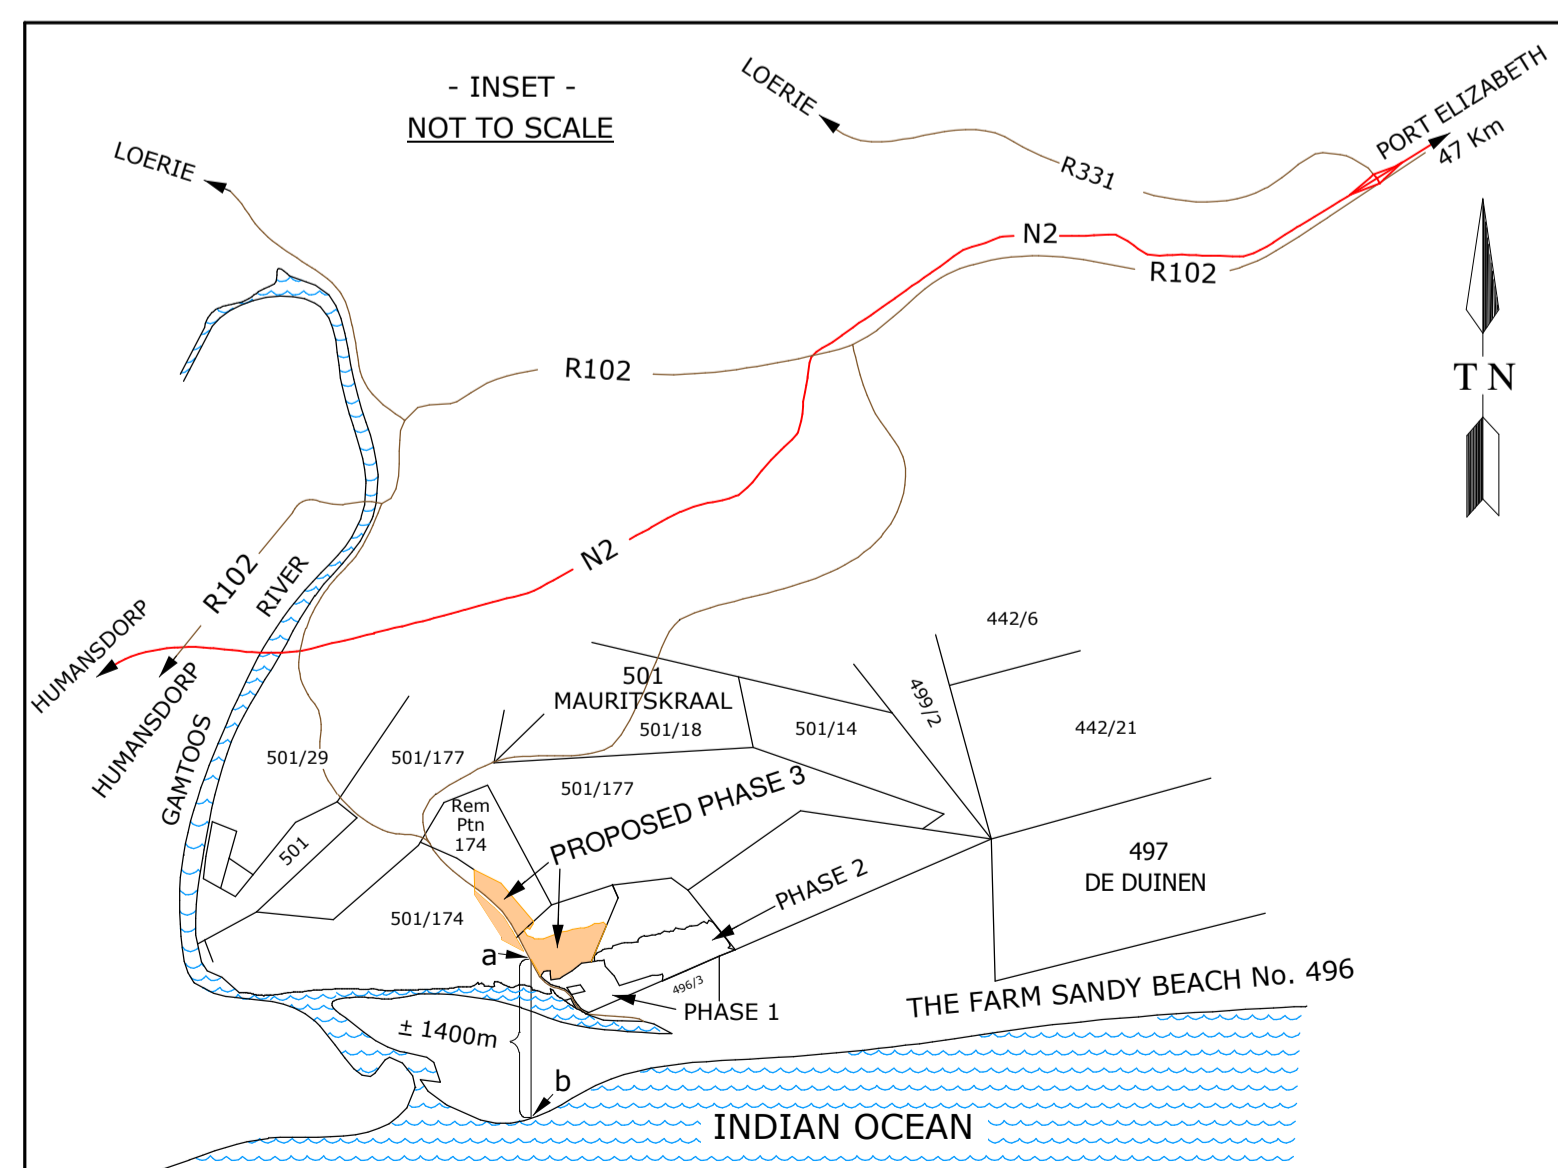 - INSET -
NOT TO SCALE
LOERIE
LOERIE
PORT ELIZABETH
47 Km
R331
N2
R102
T N
R102
N2
R102
RIVER
GAMTOOS
HUMANSDORP
HUMANSDORP
442/6
501
MAURITSKRAAL
499/2
501/18
501/14
442/21
501/29
501/177
501/177
Rem
Ptn
174
PROPOSED PHASE 3
501
497
DE DUINEN
PHASE 2
501/174
a
496/3
PHASE 1
THE FARM SANDY BEACH No. 496
± 1400m
b
INDIAN OCEAN